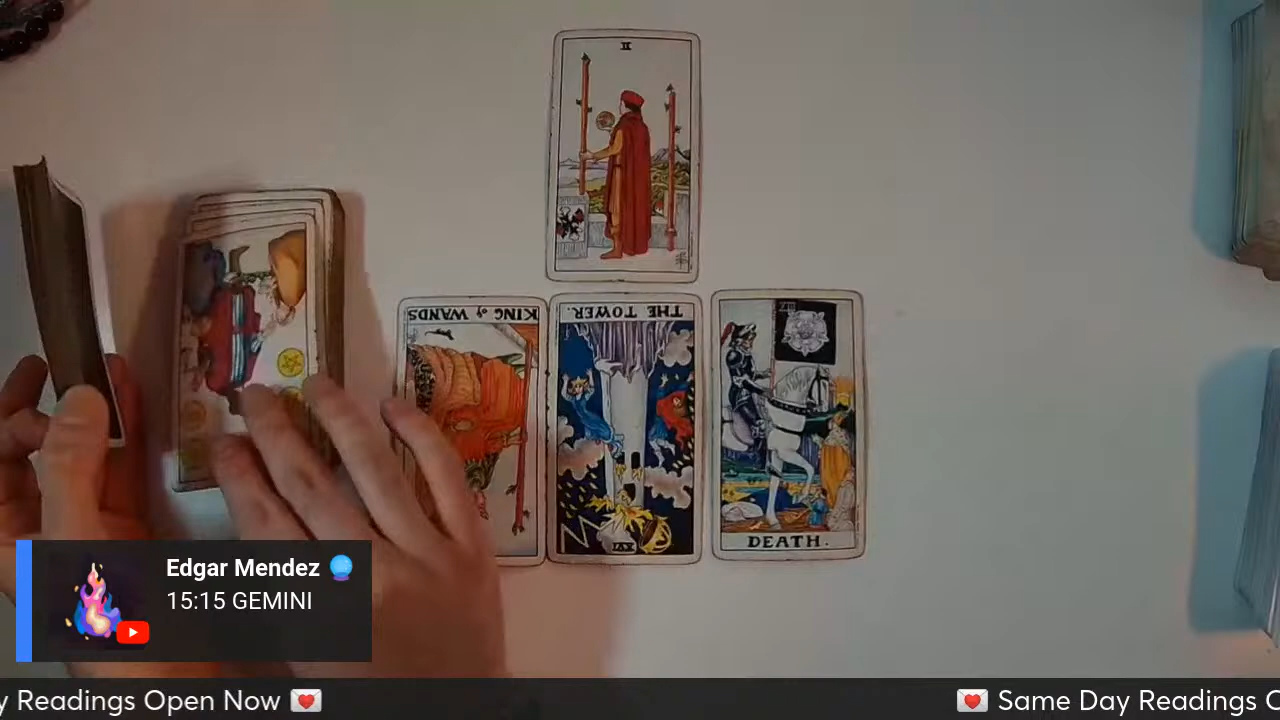 II
KING of WANDS
THE TOWER.
XVI
XIII
DEATH.
Edgar Mendez 🔮
15:15 GEMINI
y Readings Open Now 💌
💌 Same Day Readings O